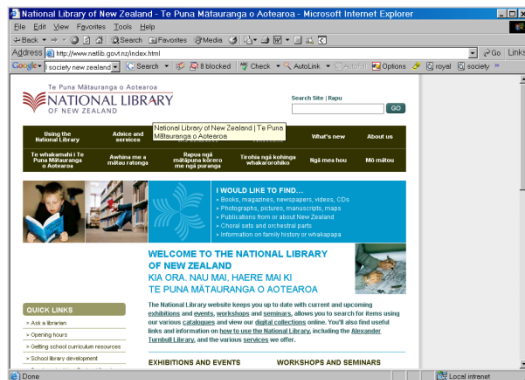 National Library of New Zealand - Te Puna Mātauranga o Aotearoa - Microsoft Internet Explorer
File Edit View Favorites Tools Help
Back Search Favorites Media
Address http://www.natlib.govt.nz/index.html Go Links
Google society new zealand Search 8 blocked Check AutoLink AutoFill Options royal society
Te Puna Mātauranga o Aotearoa
NATIONAL LIBRARY
OF NEW ZEALAND
Search Site | Rapu
GO
National Library of New Zealand | Te Puna
Mātauranga o Aotearoa
Using the
National Library
Advice and
services
What's new
About us
Te whakamahi i Te
Puna Mātauranga
o Aotearoa
Awhina me a
mātou ratonga
Rapua ngā
mātāpuna kōrero
me ngā puranga
Tirohia ngā kohinga
whakaroronga
Ngā mea hou
Mō mātou
I WOULD LIKE TO FIND...
» Books, magazines, newspapers, videos, CDs
» Photographs, pictures, manuscripts, maps
» Publications from or about New Zealand
» Choral sets and orchestral parts
» Information on family history or whakapapa
WELCOME TO THE NATIONAL LIBRARY
OF NEW ZEALAND
KIA ORA, NAU MAI, HAERE MAI KI
TE PUNA MĀTAURANGA O AOTEAROA
QUICK LINKS
» Ask a librarian
» Opening hours
» Getting school curriculum resources
» School library development
The National Library website keeps you up to date with current and upcoming
exhibitions and events, workshops and seminars, allows you to search for items using
our various catalogues and view our digital collections online. You'll also find useful
links and information on how to use the National Library, including the Alexander
Turnbull Library, and the various services we offer.
EXHIBITIONS AND EVENTS
WORKSHOPS AND SEMINARS
Done
Local intranet